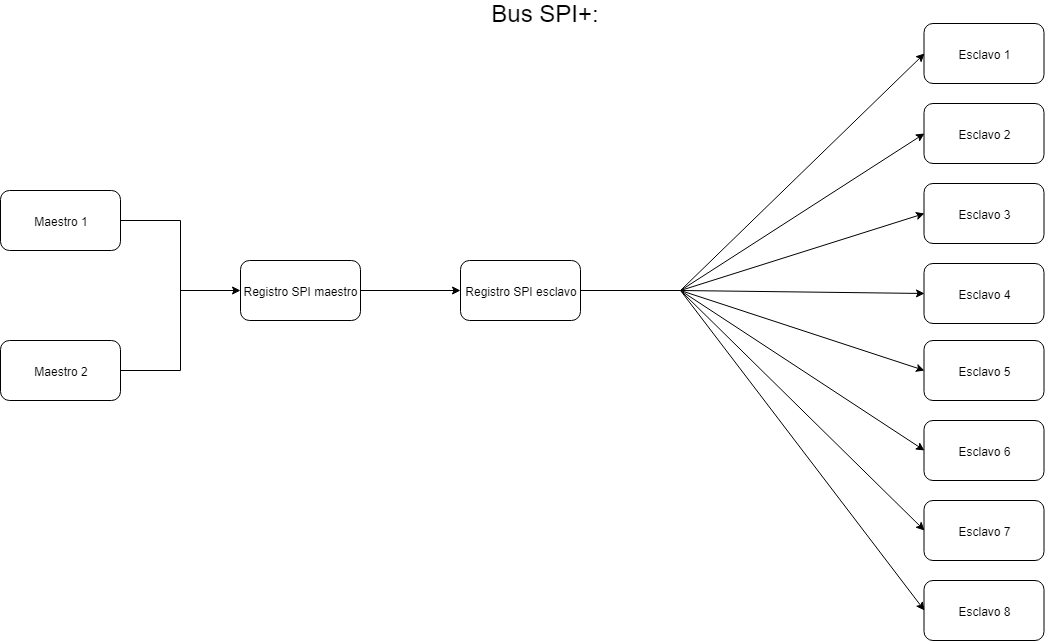 Bus SPI+:
Esclavo 1
Esclavo 2
Esclavo 3
Maestro 1
Registro SPI maestro
Registro SPI esclavo
Esclavo 4
Maestro 2
Esclavo 5
Esclavo 6
Esclavo 7
Esclavo 8